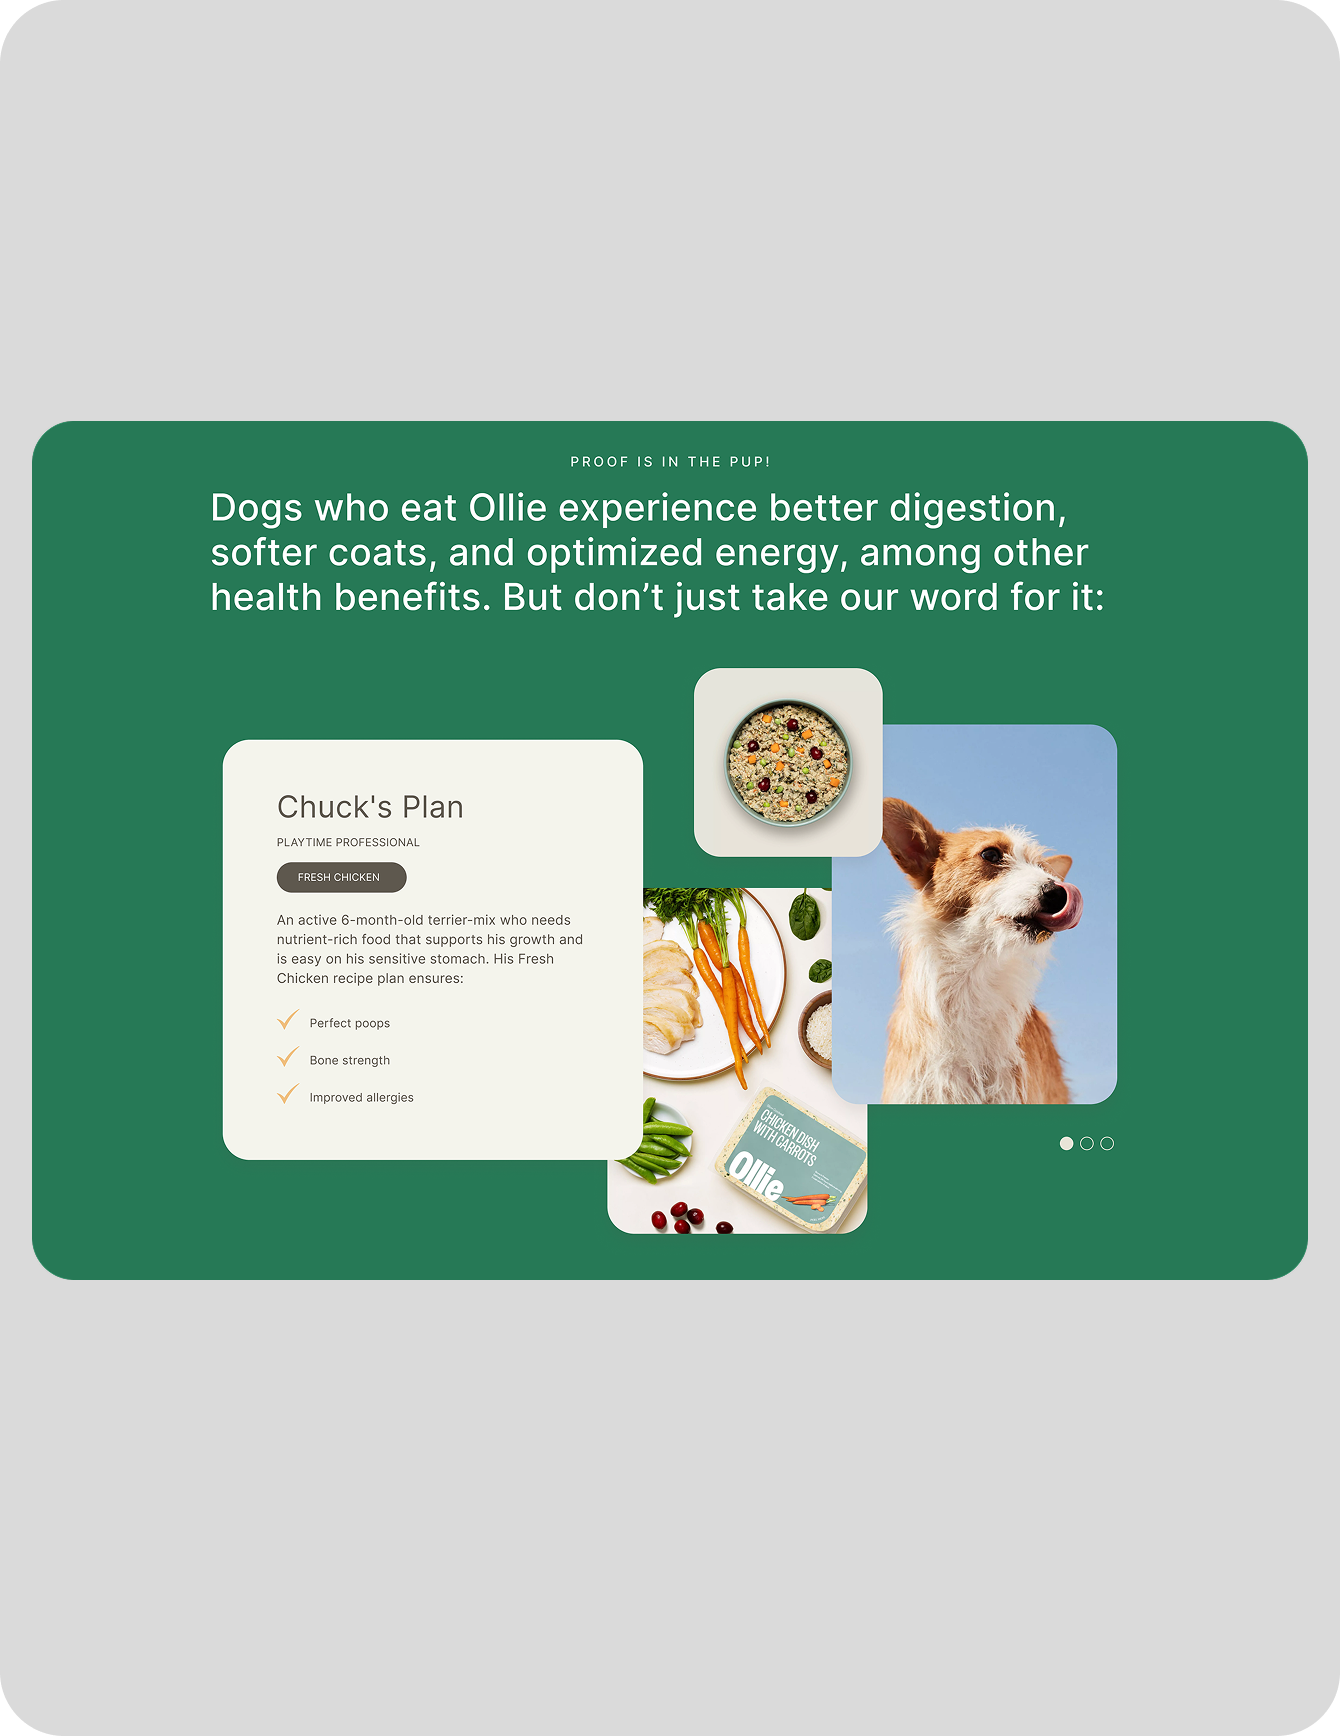 PROOF IS IN THE PUP!
Dogs who eat Ollie experience better digestion,
softer coats, and optimized energy, among other
health benefits. But don’t just take our word for it:
Chuck's Plan
PLAYTIME PROFESSIONAL
FRESH CHICKEN
An active 6-month-old terrier-mix who needs
nutrient-rich food that supports his growth and
is easy on his sensitive stomach. His Fresh
Chicken recipe plan ensures:
Perfect poops
Bone strength
Improved allergies
CHICKEN DISH
WITH CARROTS
Ollie